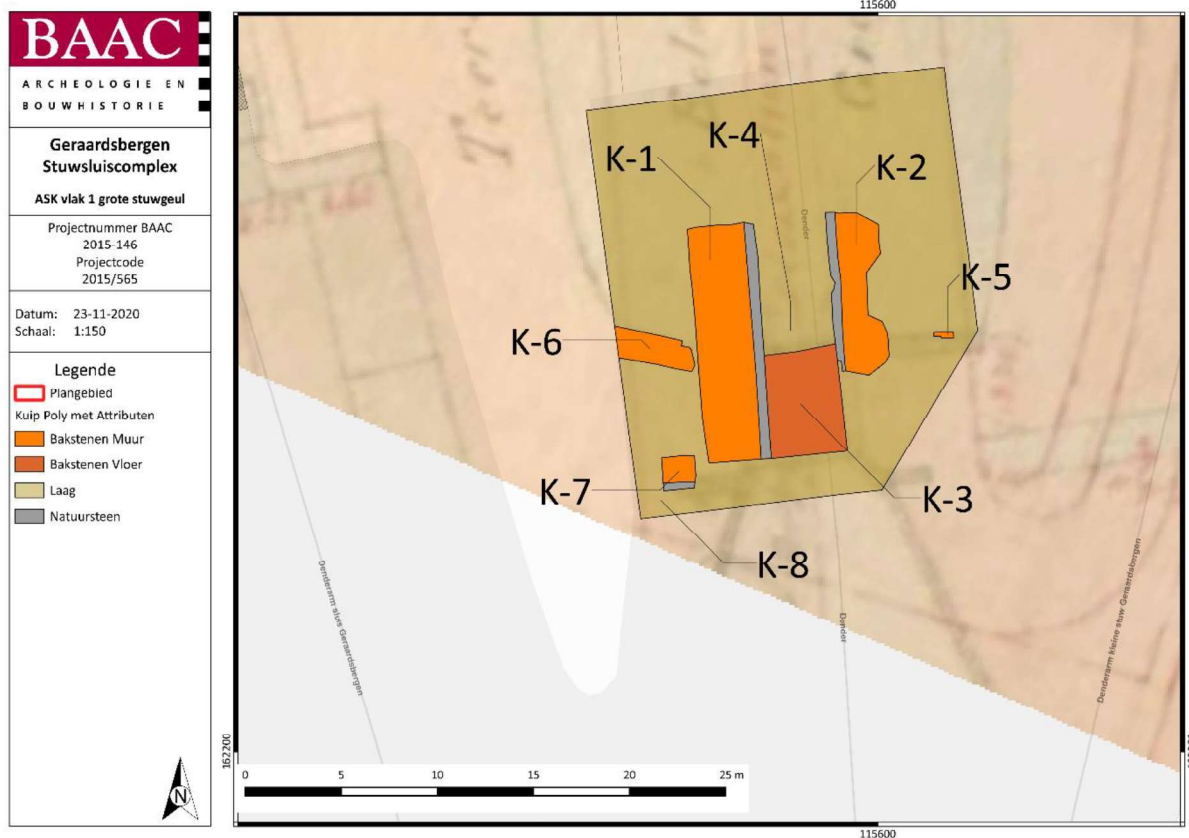 BAAC
ARCHEOLOGIE EN
BOUWHISTORIE
Geraardsbergen
Stuwsluiscomplex
ASK vlak 1 grote stuwgeul
Projectnummer BAAC
2015-146
Projectcode
2015/565
Datum: 23-11-2020
Schaal: 1:150
Legende
Plangebied
Kuip Poly met Attributen
Bakstenen Muur
Bakstenen Vloer
Laag
Natuursteen
N
115600
K-4
K-1
K-2
Dender
K-5
K-6
K-7
K-3
K-8
Denderarm sluis Geraardsbergen
Dender
Denderarm kleine stuw Geraardsbergen
162200
0 5 10 15 20 25 m
115600